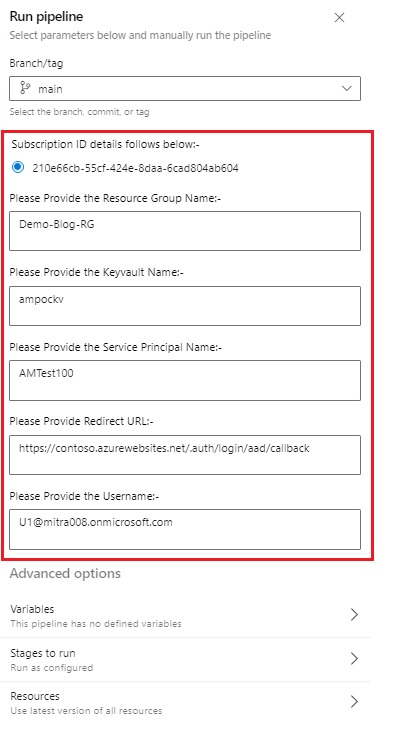 Run pipeline
Select parameters below and manually run the pipeline
Branch/tag
main
Select the branch, commit, or tag
Subscription ID details follows below:-
210e66cb-55cf-424e-8daa-6cad804ab604
Please Provide the Resource Group Name:-
Demo-Blog-RG
Please Provide the Keyvault Name:-
ampockv
Please Provide the Service Principal Name:-
AMTest100
Please Provide Redirect URL:-
https://contoso.azurewebsites.net/.auth/login/aad/callback
Please Provide the Username:-
U1@mitra008.onmicrosoft.com
Advanced options
Variables
This pipeline has no defined variables
Stages to run
Run as configured
Resources
Use latest version of all resources